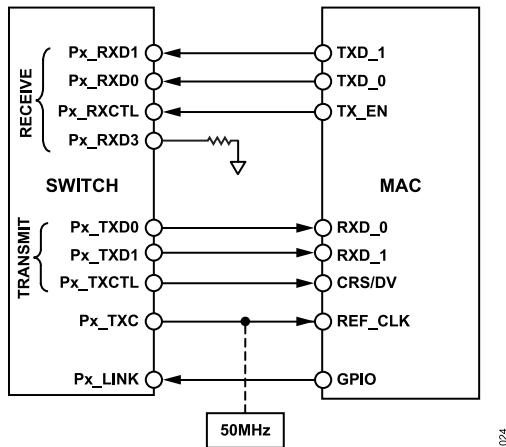 Px_RXD1
TXD_1
Px_RXD0
TXD_0
Px_RXCTL
TX_EN
Px_RXD3
RECEIVE
SWITCH
MAC
Px_TXD0
RXD_0
Px_TXD1
RXD_1
Px_TXCTL
CRS/DV
TRANSMIT
Px_TXC
REF_CLK
Px_LINK
GPIO
50MHz
024